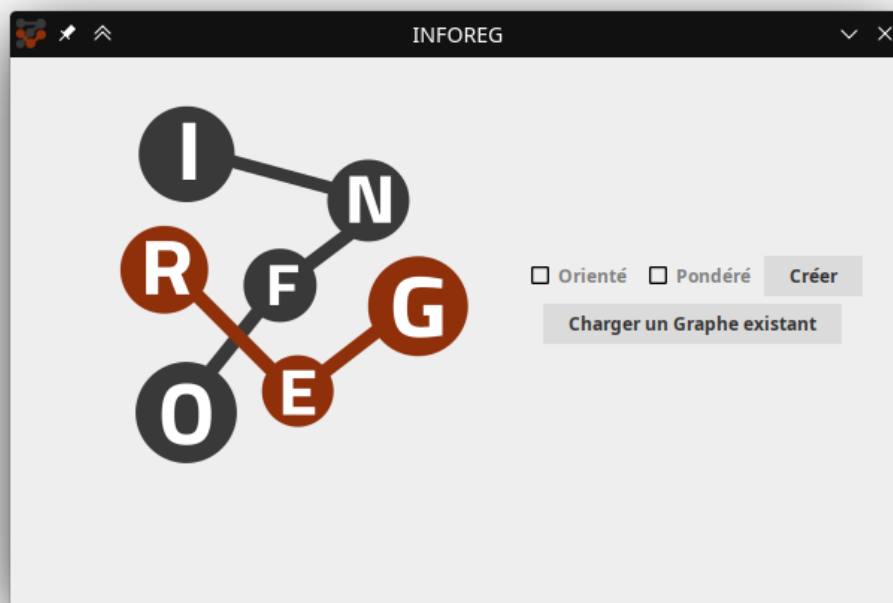 INFOREG
I
N
R
F
G
E
O
Orienté Pondéré Créer
Charger un Graphe existant